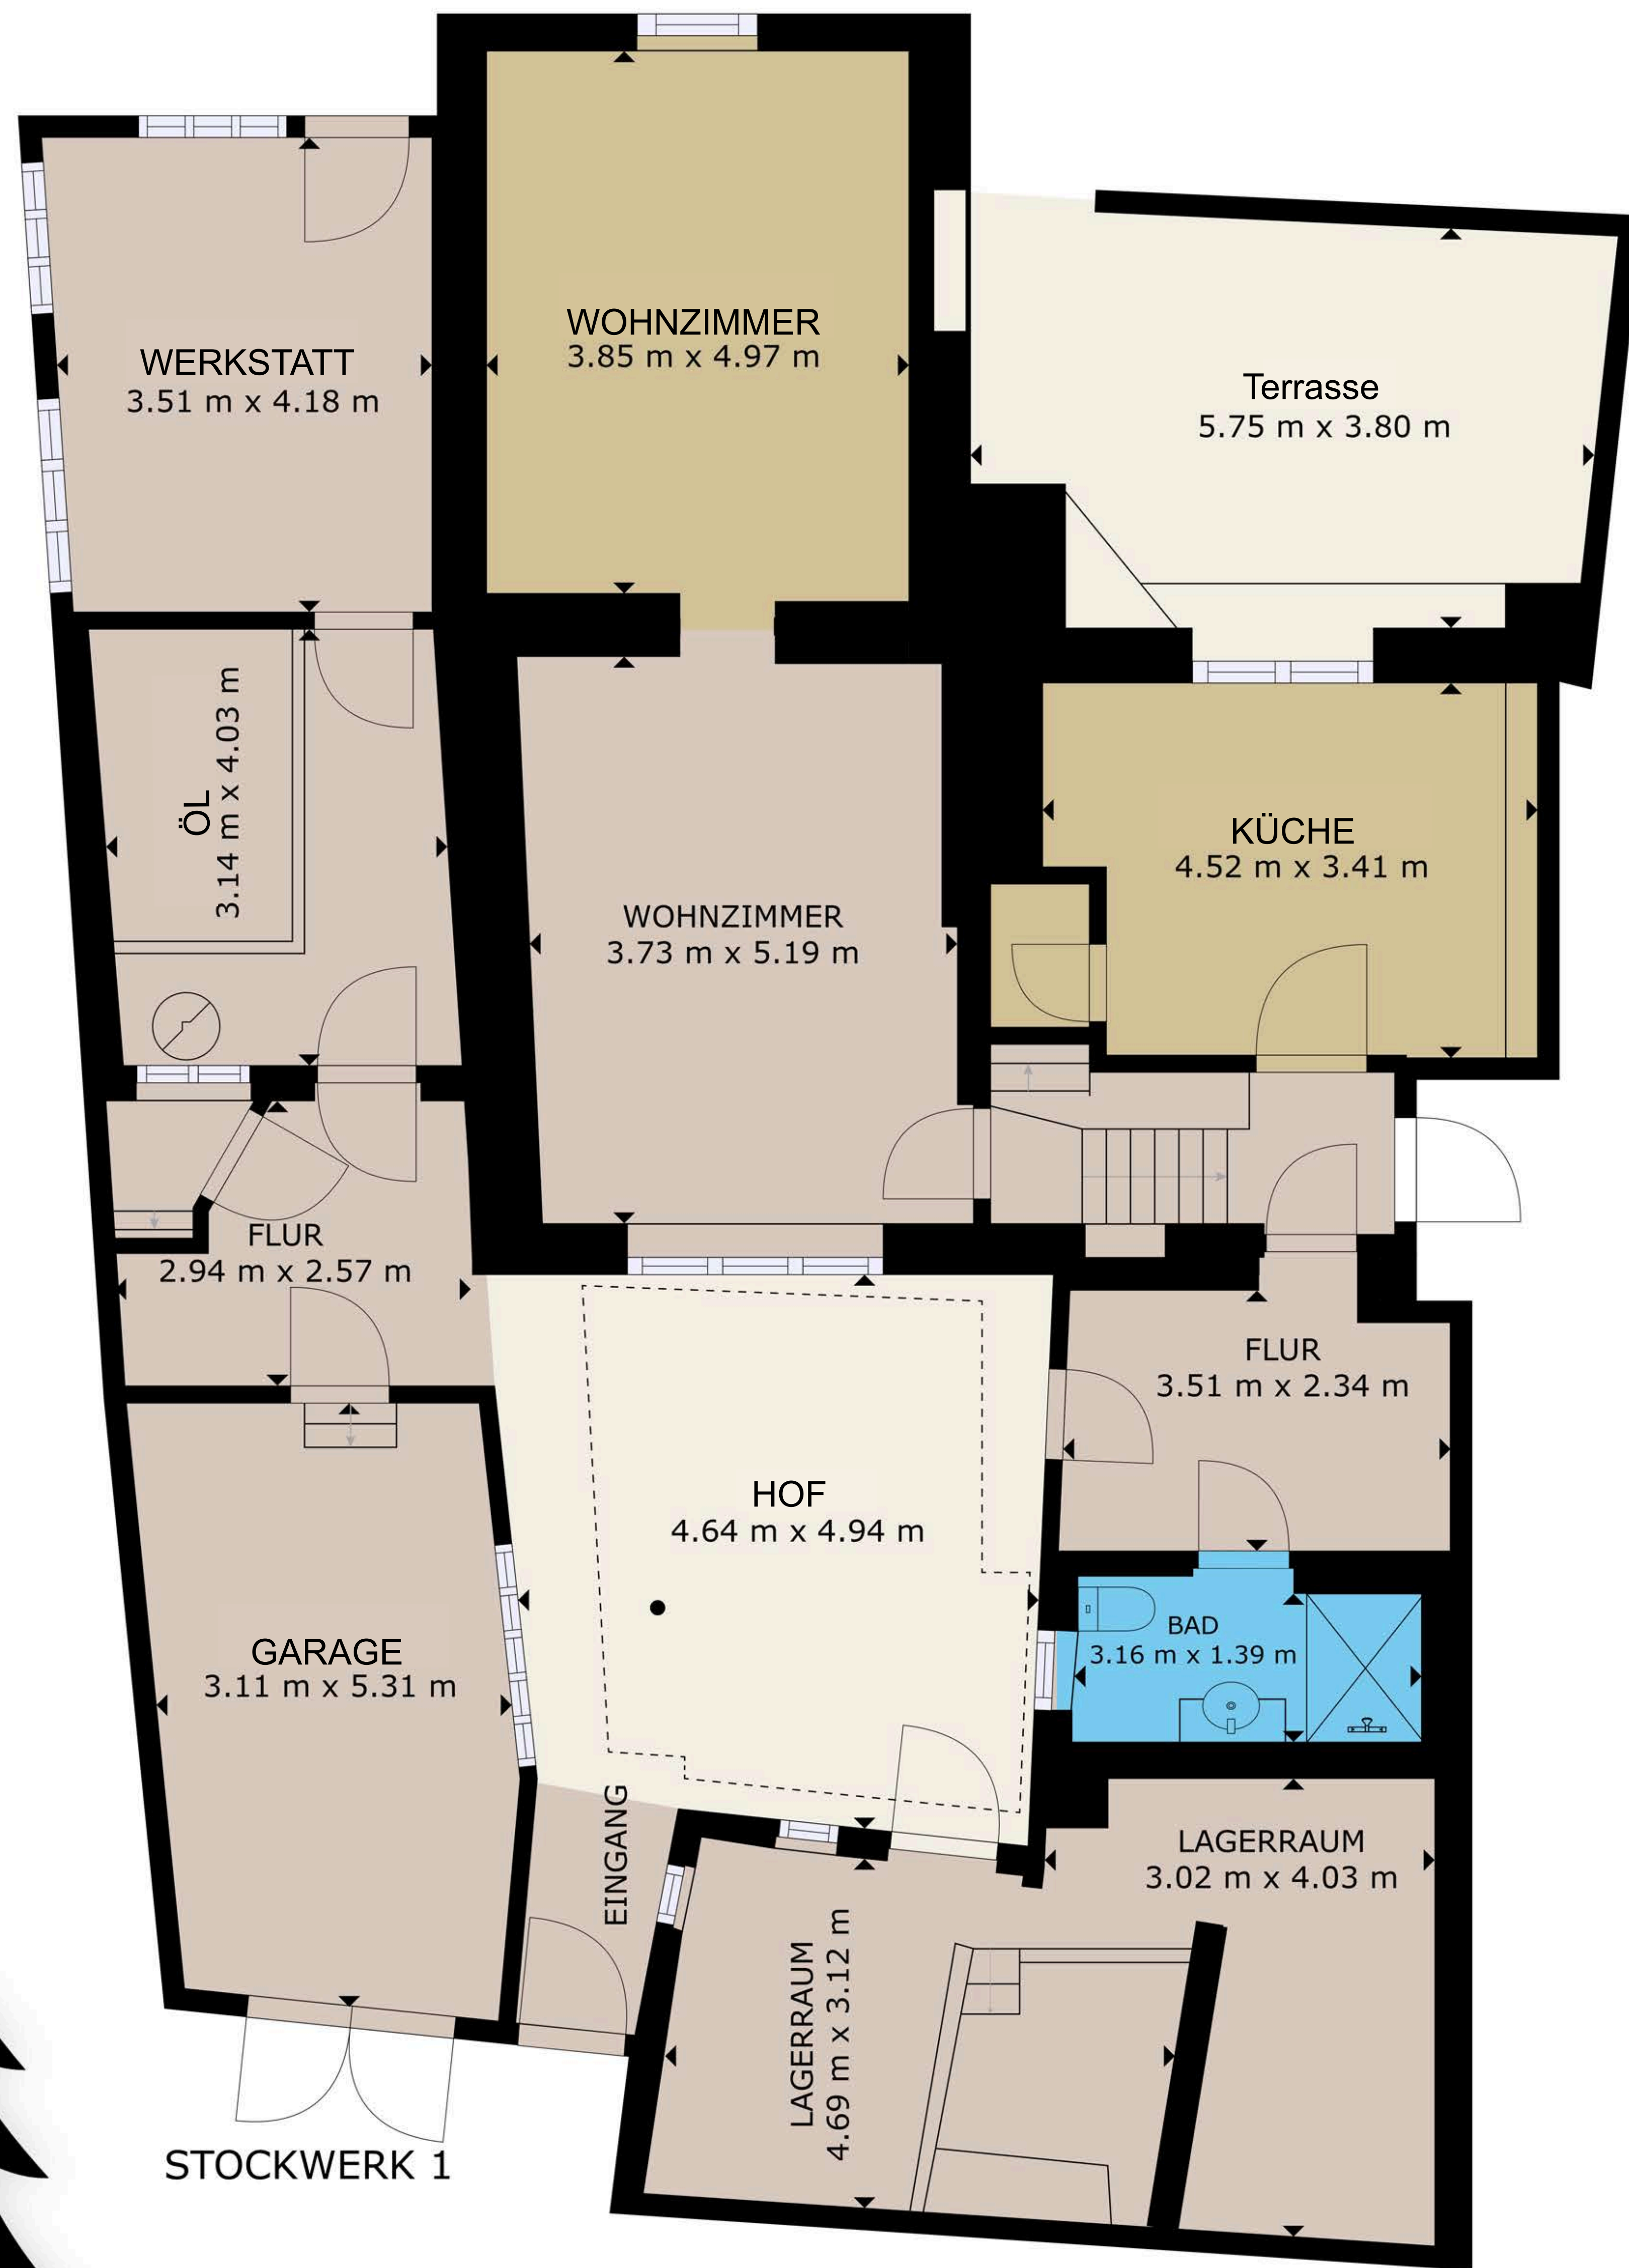 WOHNZIMMER
3.85 m x 4.97 m
WERKSTATT
3.51 m x 4.18 m
Terrasse
5.75 m x 3.80 m
ÖL
3.14 m x 4.03 m
KÜCHE
4.52 m x 3.41 m
WOHNZIMMER
3.73 m x 5.19 m
FLUR
2.94 m x 2.57 m
FLUR
3.51 m x 2.34 m
HOF
4.64 m x 4.94 m
BAD
3.16 m x 1.39 m
GARAGE
3.11 m x 5.31 m
EINGANG
LAGERRAUM
3.02 m x 4.03 m
LAGERRAUM
4.69 m x 3.12 m
STOCKWERK 1